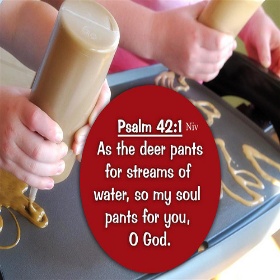 Psalm 42:1 Niv
As the deer pants
for streams of
water, so my soul
pants for you,
O God.